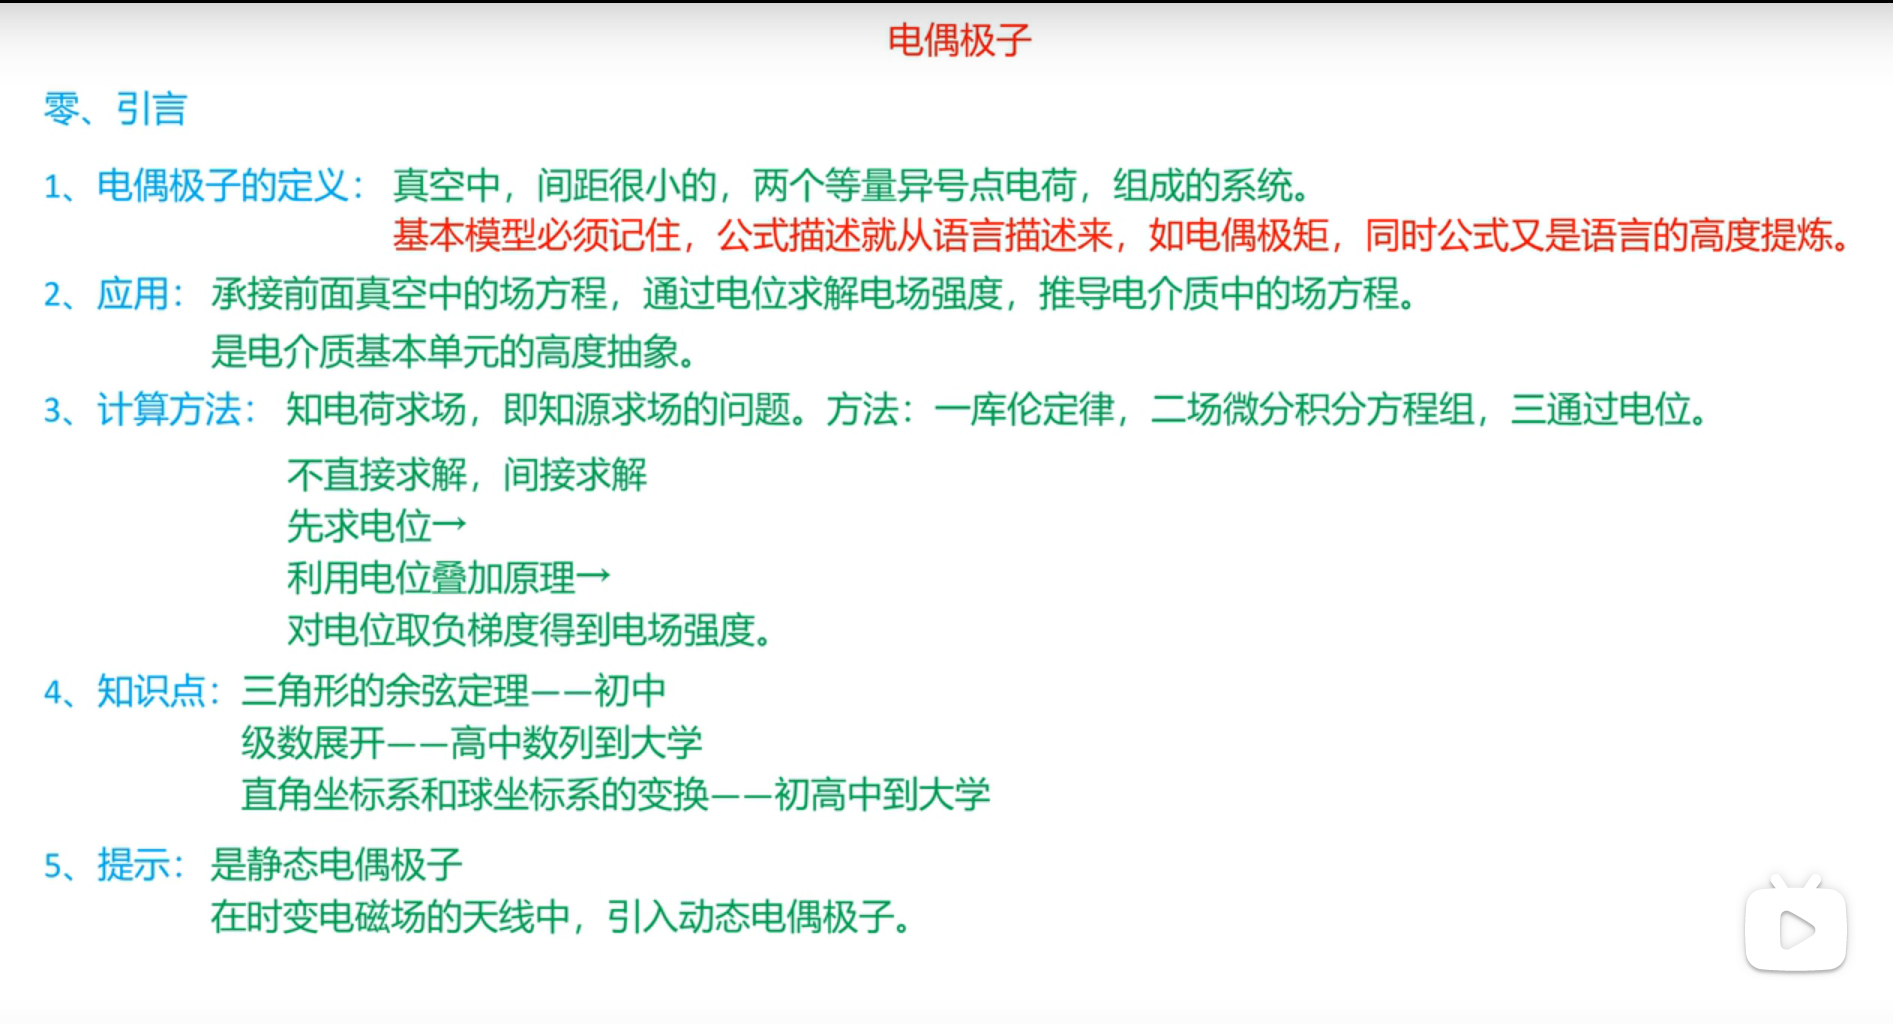 电偶极子
零、引言
1、电偶极子的定义：真空中，间距很小的，两个等量异号点电荷，组成的系统。
基本模型必须记住，公式描述就从语言描述来，如电偶极矩，同时公式又是语言的高度提炼。
2、应用：承接前面真空中的场方程，通过电位求解电场强度，推导电介质中的场方程。
是电介质基本单元的高度抽象。
3、计算方法：知电荷求场，即知源求场的问题。方法：一库伦定律，二场微分积分方程组，三通过电位。
不直接求解，间接求解
先求电位→
利用电位叠加原理→
对电位取负梯度得到电场强度。
4、知识点：三角形的余弦定理——初中
级数展开——高中数列到大学
直角坐标系和球坐标系的变换——初高中到大学
5、提示：是静态电偶极子
在时变电磁场的天线中，引入动态电偶极子。